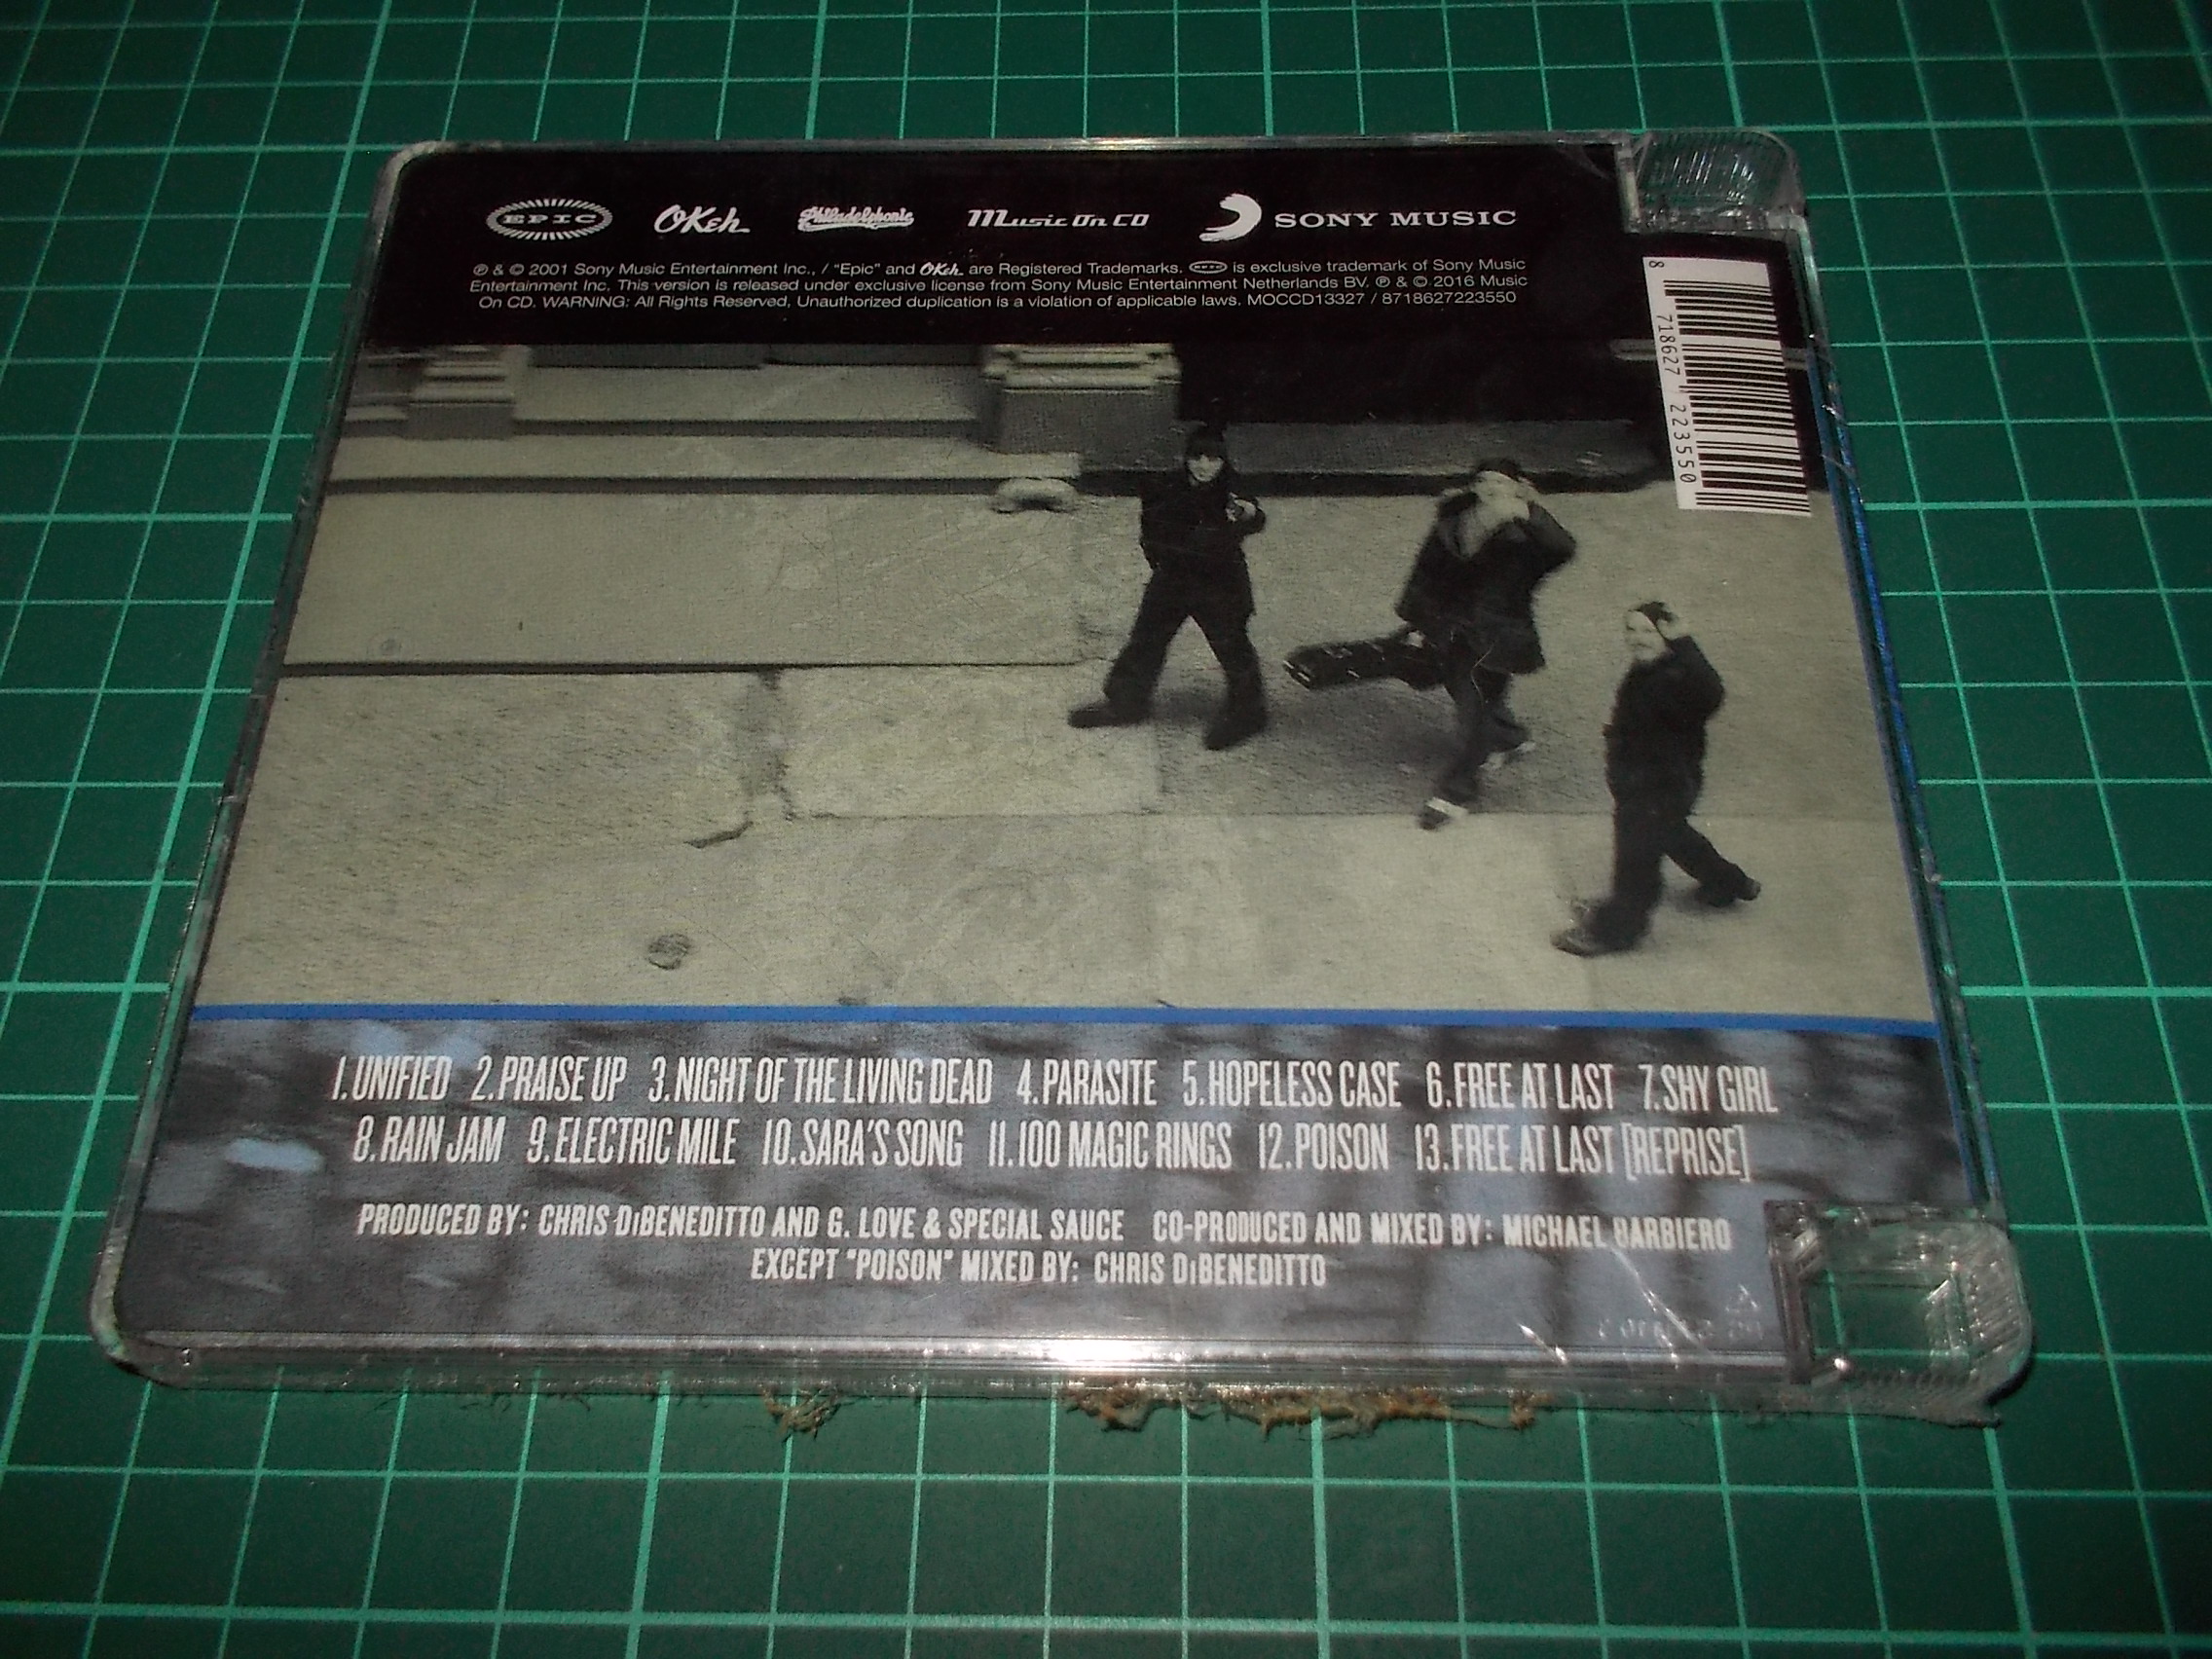 EPIC OKeh Philadelphonic Music On CD SONY MUSIC
℗ & © 2001 Sony Music Entertainment Inc., / “Epic” and OKeh are Registered Trademarks. EPIC is exclusive trademark of Sony Music
Entertainment Inc. This version is released under exclusive license from Sony Music Entertainment Netherlands BV. ℗ & © 2016 Music
On CD. WARNING: All Rights Reserved, Unauthorized duplication is a violation of applicable laws. MOCCD13327 / 8718627223550
8 718627 223550
1.UNIFIED 2.PRAISE UP 3.NIGHT OF THE LIVING DEAD 4.PARASITE 5.HOPELESS CASE 6.FREE AT LAST 7.SHY GIRL
8.RAIN JAM 9.ELECTRIC MILE 10.SARA'S SONG 11.100 MAGIC RINGS 12.POISON 13.FREE AT LAST [REPRISE]
PRODUCED BY: CHRIS DiBENEDITTO AND G. LOVE & SPECIAL SAUCE CO-PRODUCED AND MIXED BY: MICHAEL BARBIERO
EXCEPT "POISON" MIXED BY: CHRIS DiBENEDITTO